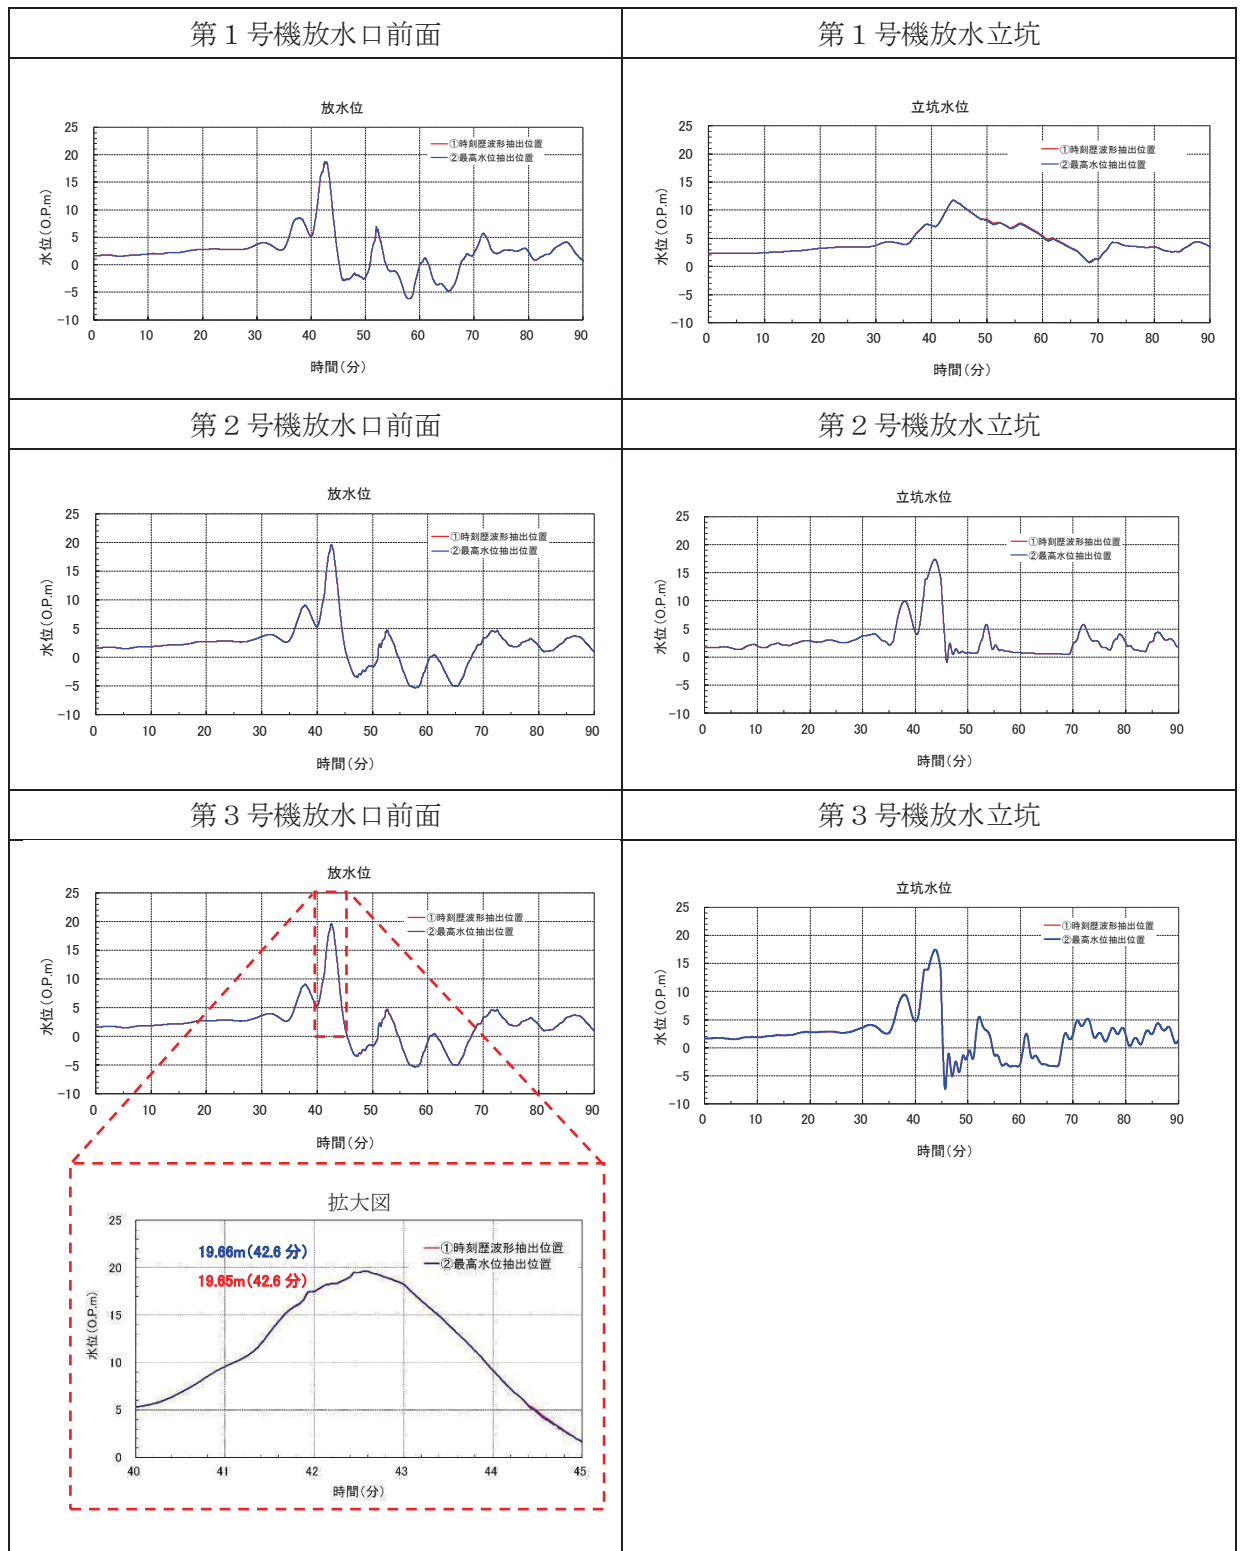 第１号機放水口前面
第１号機放水立坑
放水位
①時刻歴波形抽出位置
②最高水位抽出位置
水位(O.P.m)
25
20
15
10
5
0
-5
-10
0 10 20 30 40 50 60 70 80 90
時間(分)
立坑水位
①時刻歴波形抽出位置
②最高水位抽出位置
水位(O.P.m)
25
20
15
10
5
0
-5
-10
0 10 20 30 40 50 60 70 80 90
時間(分)
第２号機放水口前面
第２号機放水立坑
放水位
①時刻歴波形抽出位置
②最高水位抽出位置
水位(O.P.m)
25
20
15
10
5
0
-5
-10
0 10 20 30 40 50 60 70 80 90
時間(分)
立坑水位
①時刻歴波形抽出位置
②最高水位抽出位置
水位(O.P.m)
25
20
15
10
5
0
-5
-10
0 10 20 30 40 50 60 70 80 90
時間(分)
第３号機放水口前面
第３号機放水立坑
放水位
①時刻歴波形抽出位置
②最高水位抽出位置
水位(O.P.m)
25
20
15
10
5
0
-5
-10
0 10 20 30 40 50 60 70 80 90
時間(分)
拡大図
19.66m(42.6 分)
19.65m(42.6 分)
①時刻歴波形抽出位置
②最高水位抽出位置
水位(O.P.m)
25
20
15
10
5
0
40 41 42 43 44 45
時間(分)
立坑水位
①時刻歴波形抽出位置
②最高水位抽出位置
水位(O.P.m)
25
20
15
10
5
0
-5
-10
0 10 20 30 40 50 60 70 80 90
時間(分)